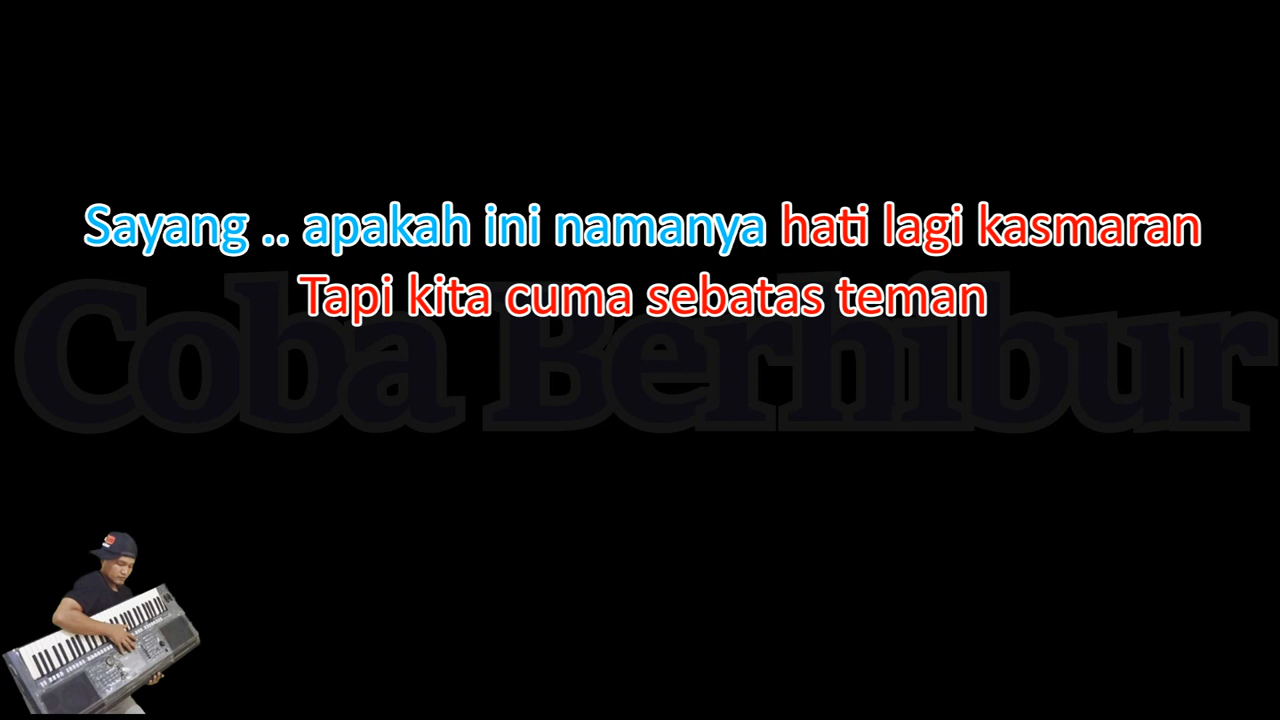 Sayang .. apakah ini namanya hati lagi kasmaran
Tapi kita cuma sebatas teman
Coba Berhibur